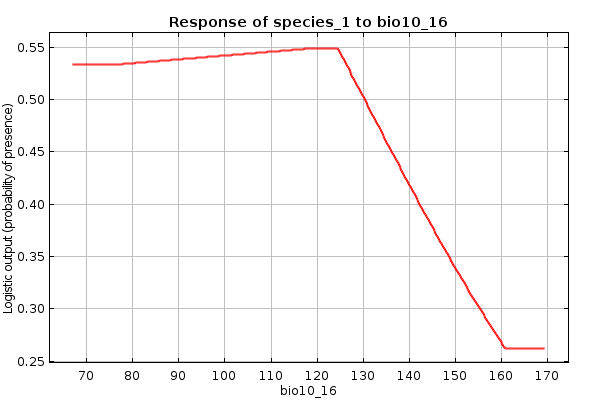 Response of species_1 to bio10_16
Logistic output (probability of presence)
0.55
0.50
0.45
0.40
0.35
0.30
0.25
70 80 90 100 110 120 130 140 150 160 170
bio10_16